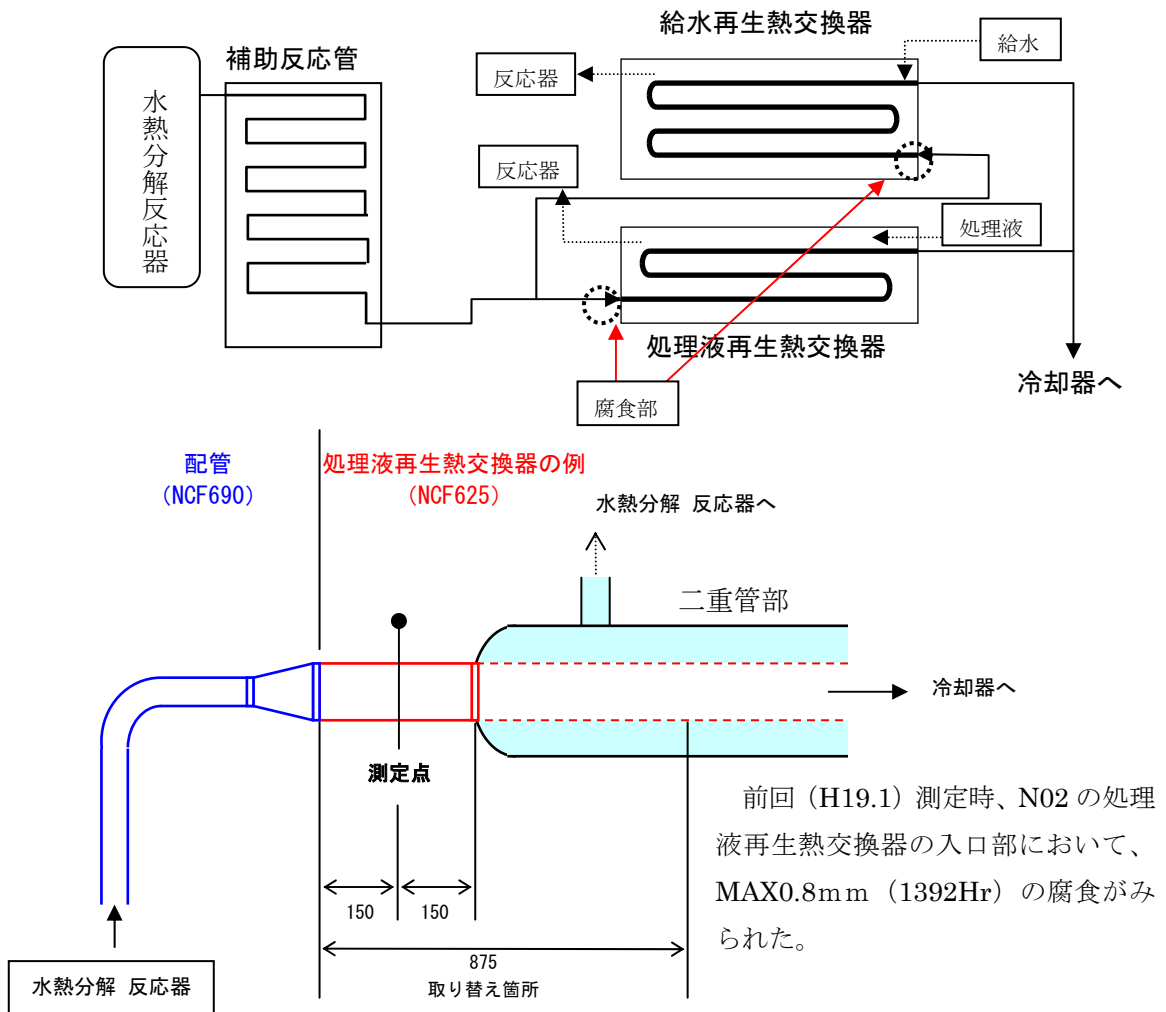 給水再生熱交換器
給水
補助反応管
反応器
水熱分解反応器
反応器
処理液
処理液再生熱交換器
冷却器へ
腐食部
配管
(NCF690)
処理液再生熱交換器の例
(NCF625)
水熱分解 反応器へ
二重管部
冷却器へ
測定点
前回（H19.1）測定時、N02 の処理
液再生熱交換器の入口部において、
MAX0.8ｍｍ（1392Hr）の腐食がみ
られた。
150
150
875
取り替え箇所
水熱分解 反応器